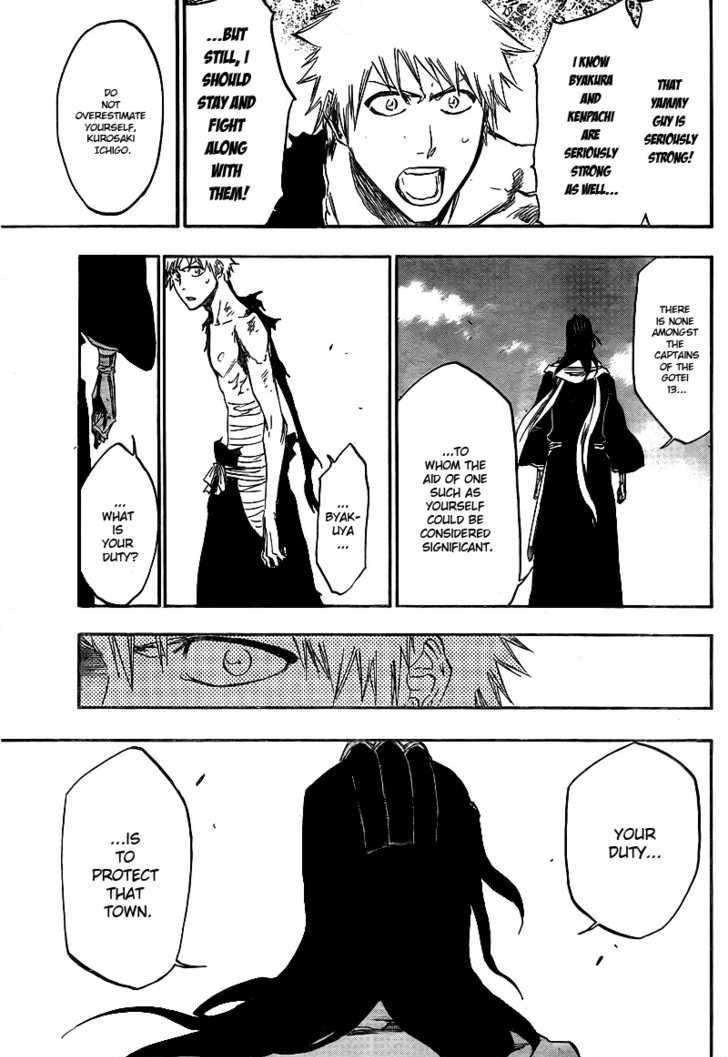 THAT
YAMMY
GUY IS
SERIOUSLY
STRONG!
I KNOW
BYAKURA
AND
KENPACHI
ARE
SERIOUSLY
STRONG
AS WELL...
...BUT
STILL, I
SHOULD
STAY AND
FIGHT
ALONG
WITH
THEM!
DO
NOT
OVERESTIMATE
YOURSELF,
KUROSAKI
ICHIGO.
THERE
IS NONE
AMONGST
THE
CAPTAINS
OF THE
GOTEI
13...
...TO
WHOM THE
AID OF ONE
SUCH AS
YOURSELF
COULD BE
CONSIDERED
SIGNIFICANT.
...
BYAK-
UYA
...
...
WHAT
IS
YOUR
DUTY?
YOUR
DUTY...
...IS
TO
PROTECT
THAT
TOWN.